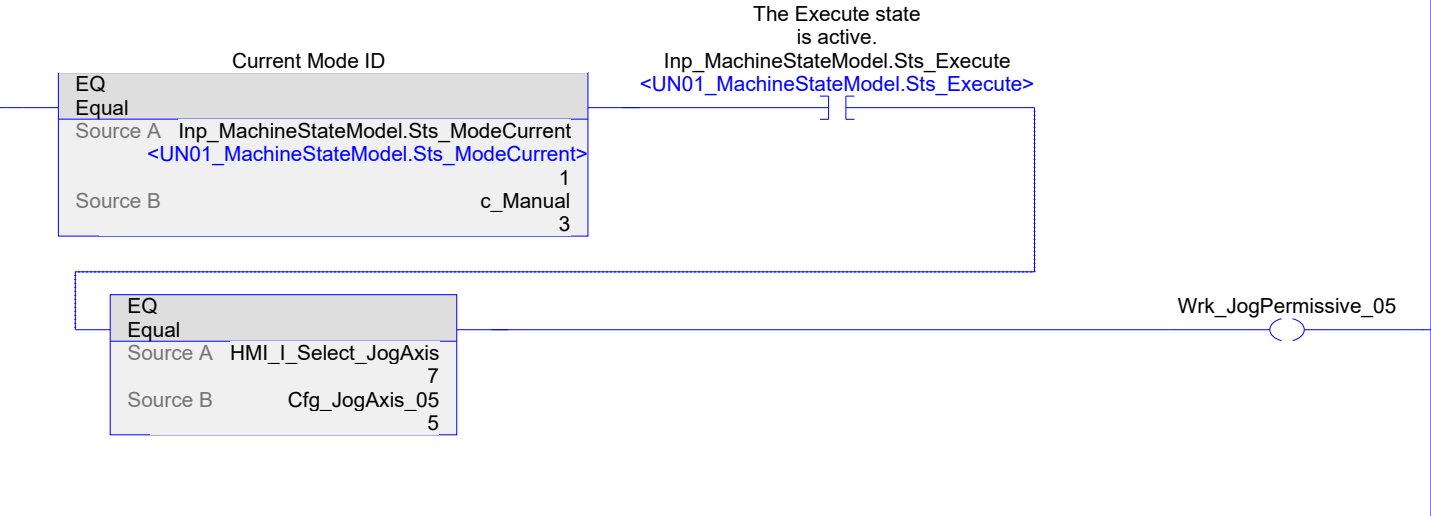 The Execute state
is active.
Current Mode ID
Inp_MachineStateModel.Sts_Execute
EQ
<UN01_MachineStateModel.Sts_Execute>
Equal
Source A Inp_MachineStateModel.Sts_ModeCurrent
<UN01_MachineStateModel.Sts_ModeCurrent>
1
Source B c_Manual
3
EQ
Wrk_JogPermissive_05
Equal
Source A HMI_I_Select_JogAxis
7
Source B Cfg_JogAxis_05
5